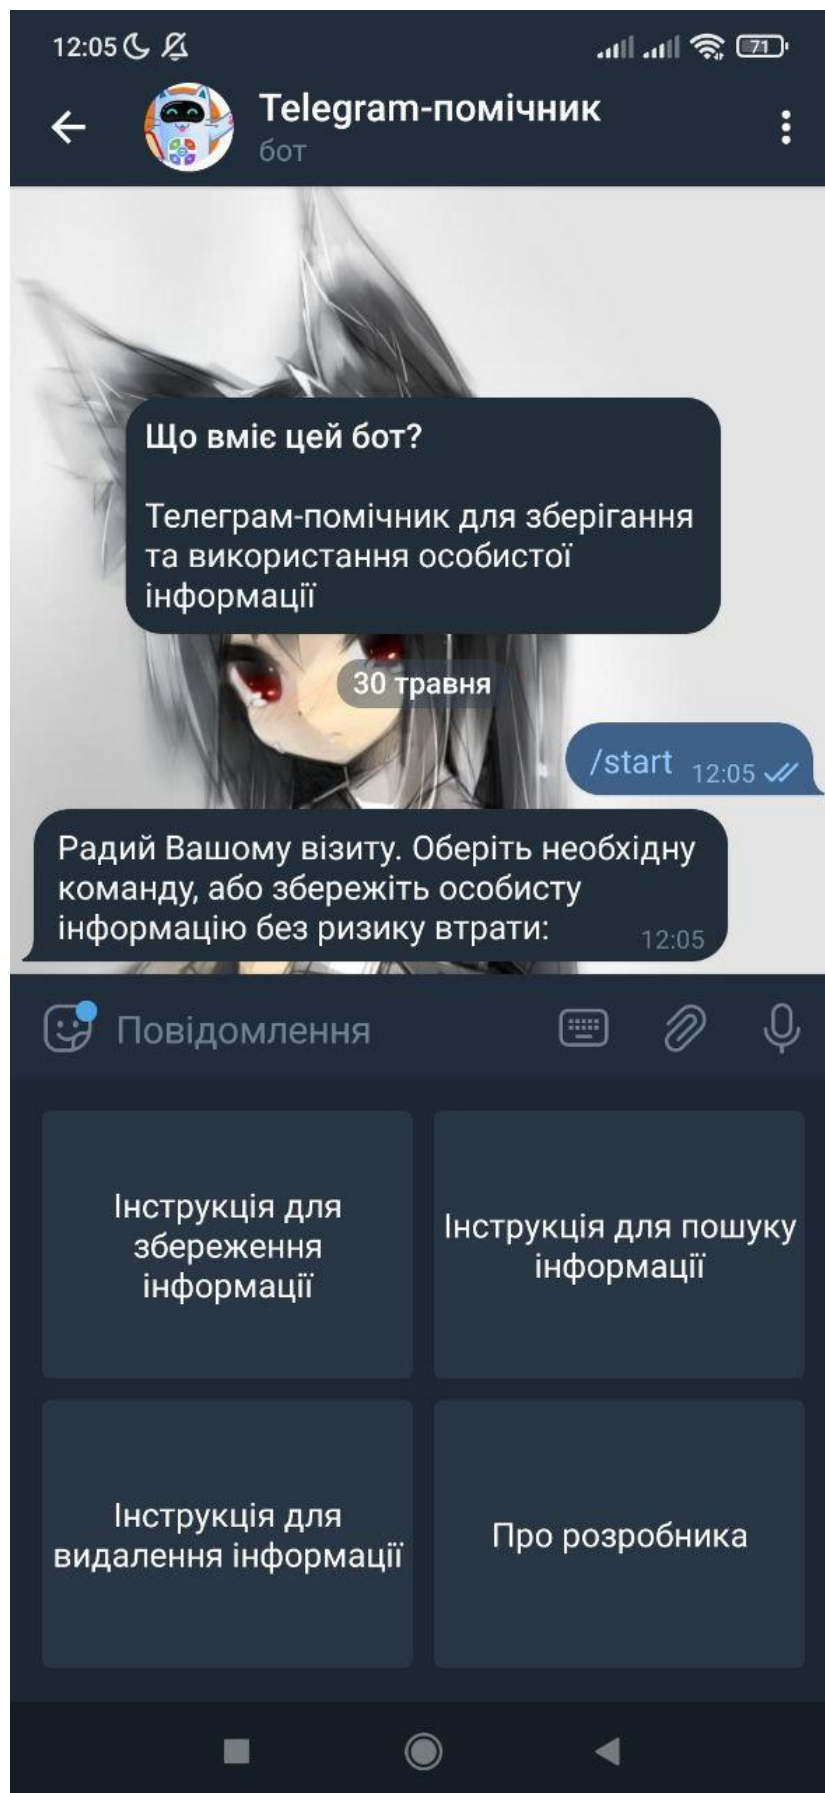 12:05
71
Telegram-помічник
бот
Що вміє цей бот?
Телеграм-помічник для зберігання
та використання особистої
інформації
30 травня
/start 12:05
Радий Вашому візиту. Оберіть необхідну
команду, або збережіть особисту
інформацію без ризику втрати:
12:05
Повідомлення
Інструкція для
збереження
інформації
Інструкція для пошуку
інформації
Інструкція для
видалення інформації
Про розробника